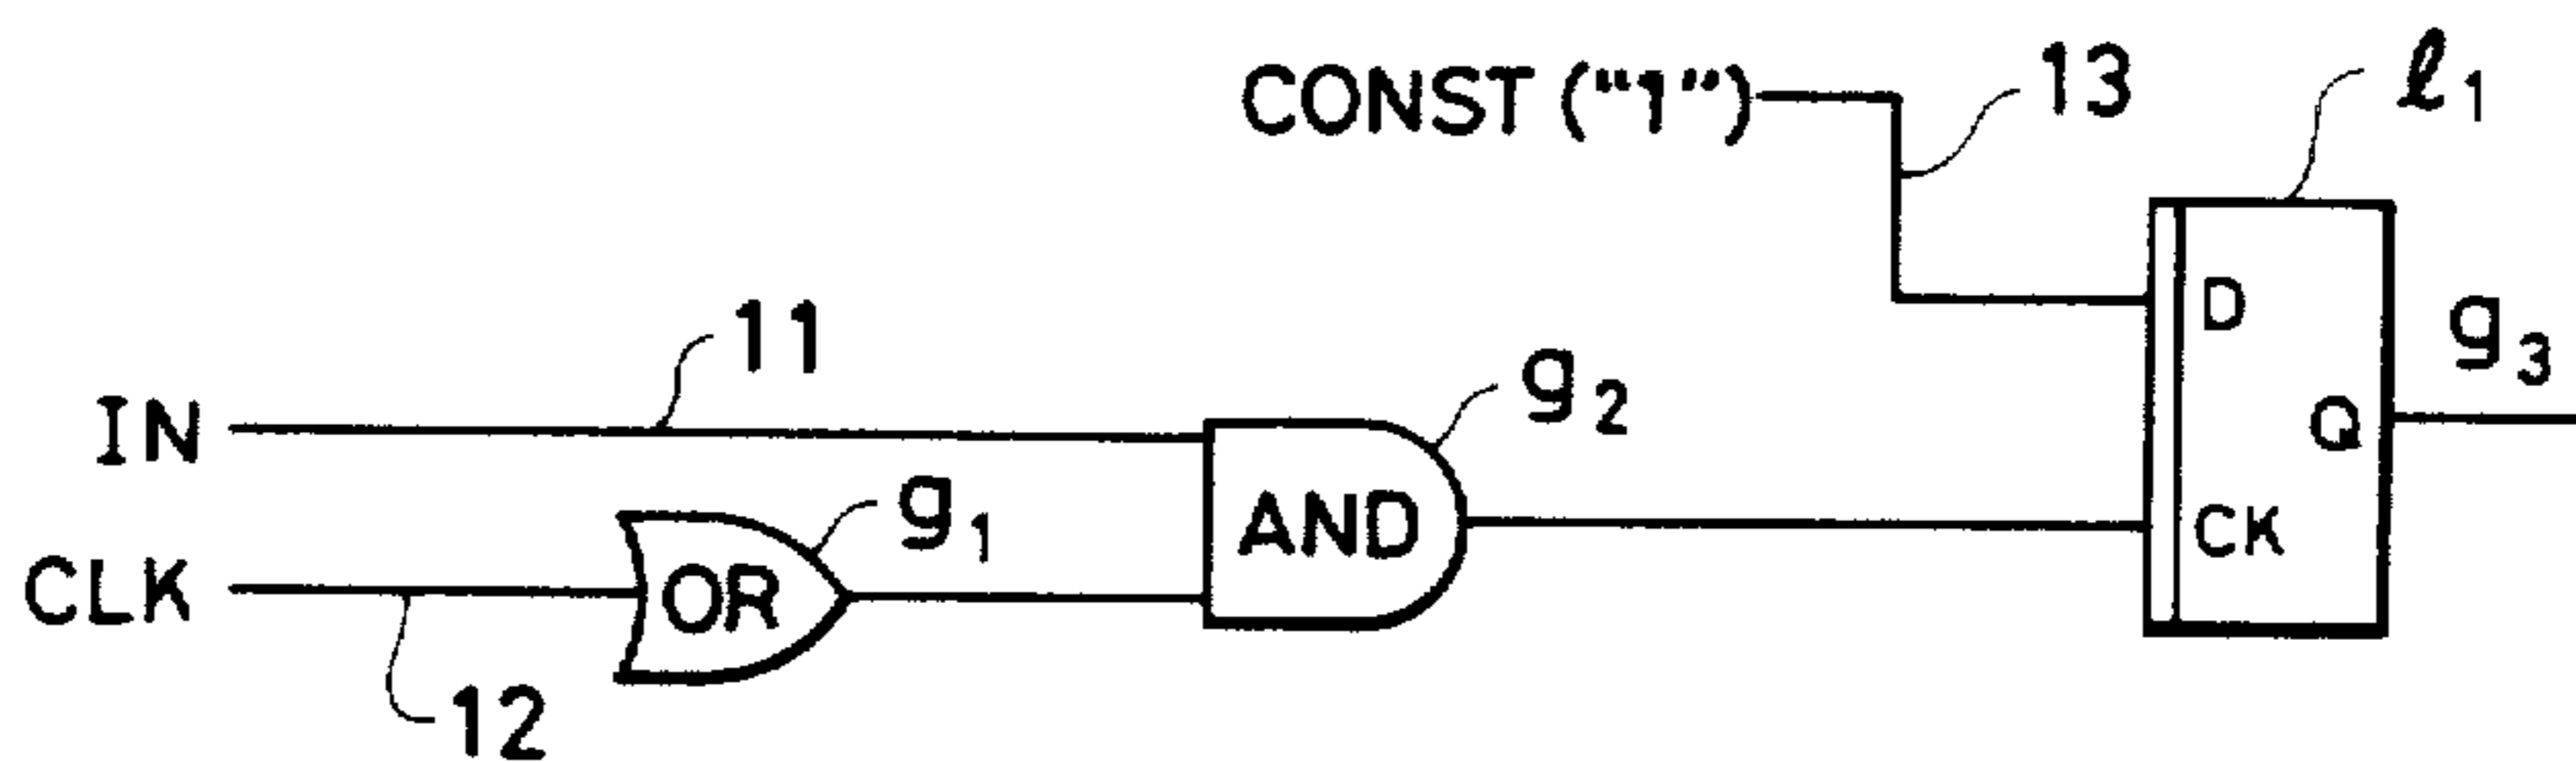 CONST ("1")
13
ℓ1
11
IN
g2
D
g3
Q
g1
AND
CK
CLK
OR
12